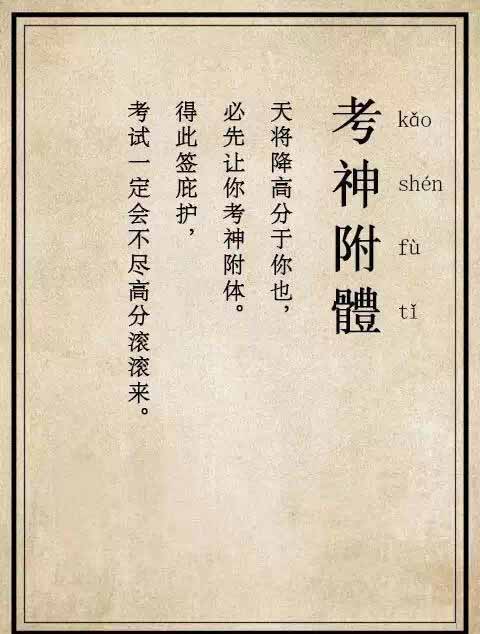 考神附體
kǎo
shén
fù
tǐ
天将降高分于你也，
必先让你考神附体。
得此签庇护，
考试一定会不尽高分滚滚来。